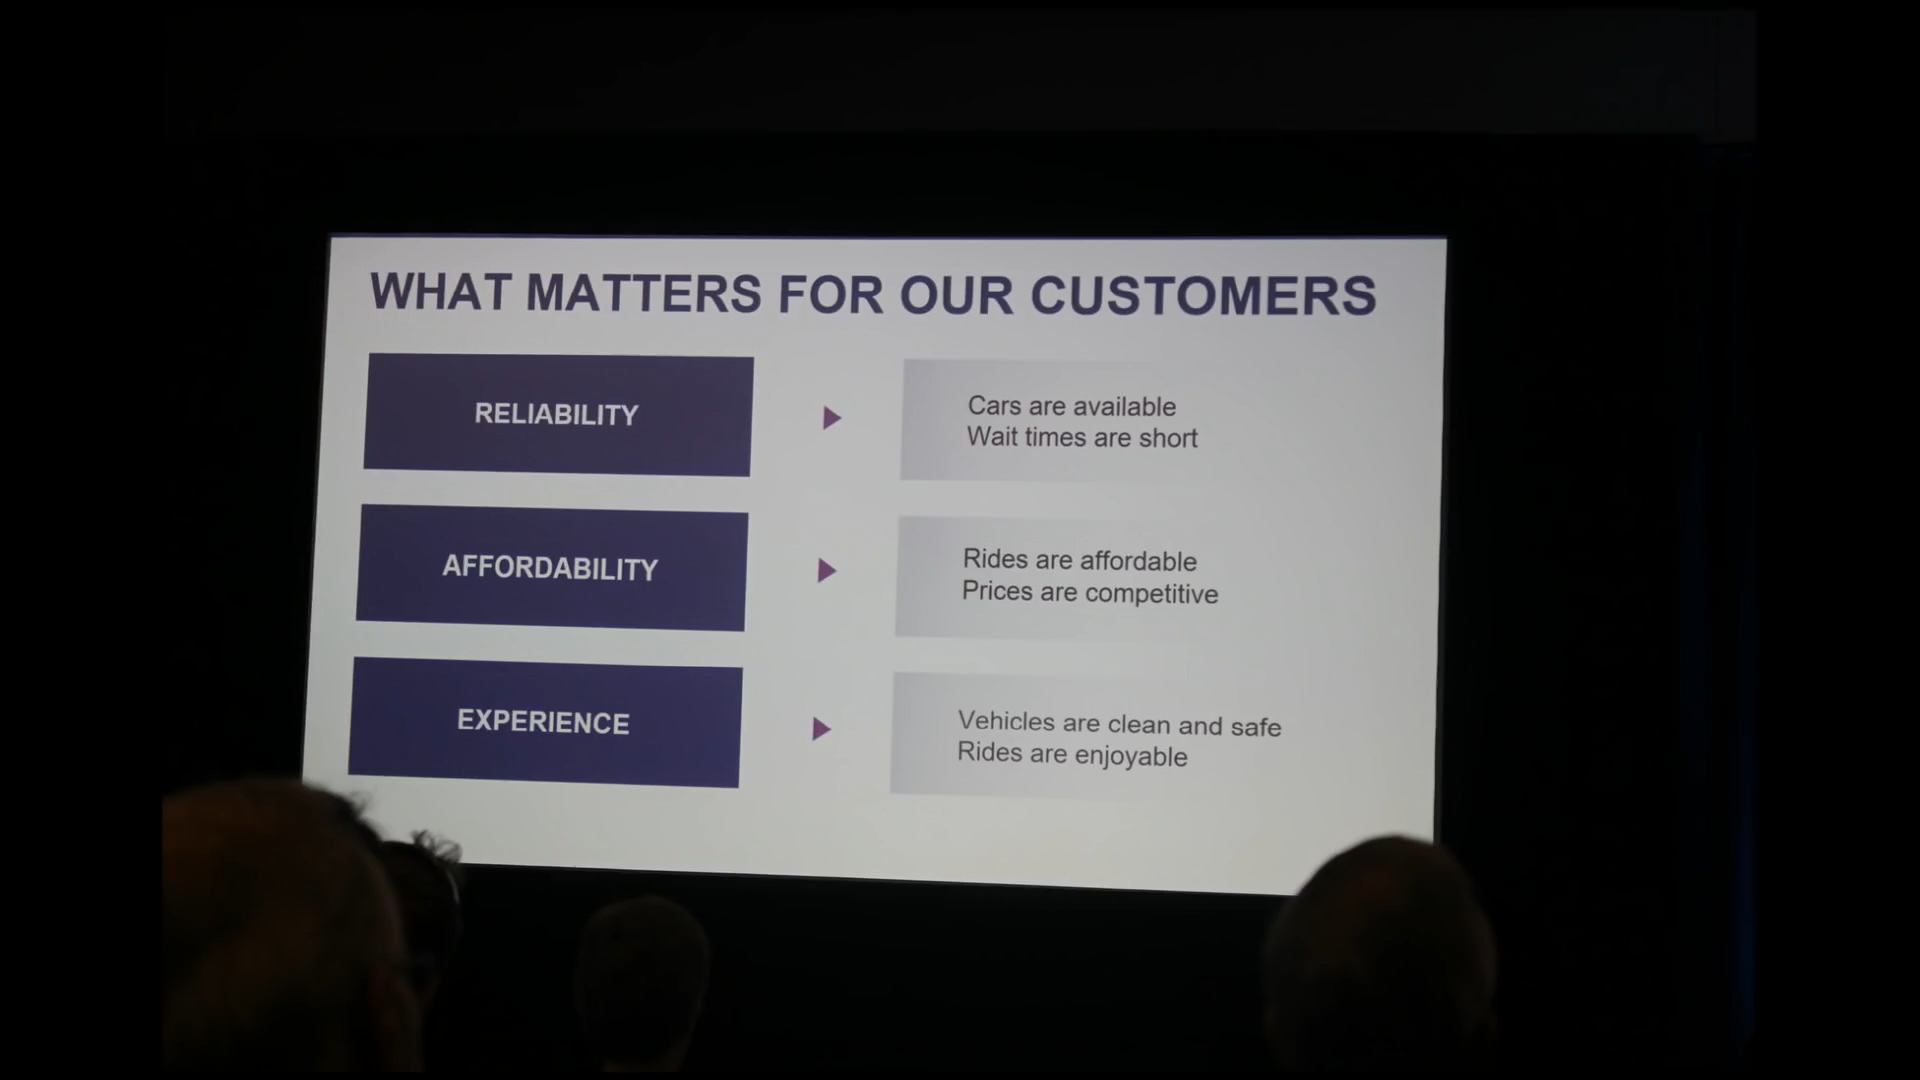 WHAT MATTERS FOR OUR CUSTOMERS
RELIABILITY
Cars are available
Wait times are short
AFFORDABILITY
Rides are affordable
Prices are competitive
EXPERIENCE
Vehicles are clean and safe
Rides are enjoyable